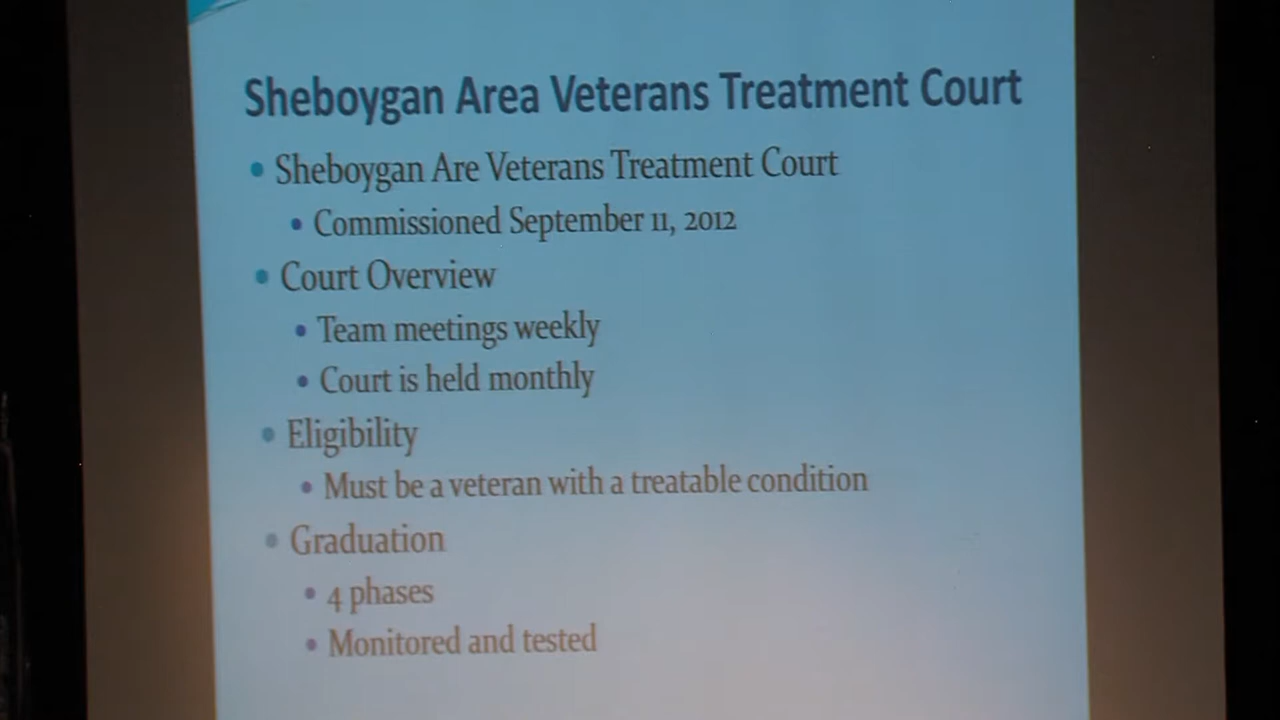 Sheboygan Area Veterans Treatment Court
• Sheboygan Are Veterans Treatment Court
• Commissioned September 11, 2012
• Court Overview
• Team meetings weekly
• Court is held monthly
• Eligibility
• Must be a veteran with a treatable condition
• Graduation
• 4 phases
• Monitored and tested